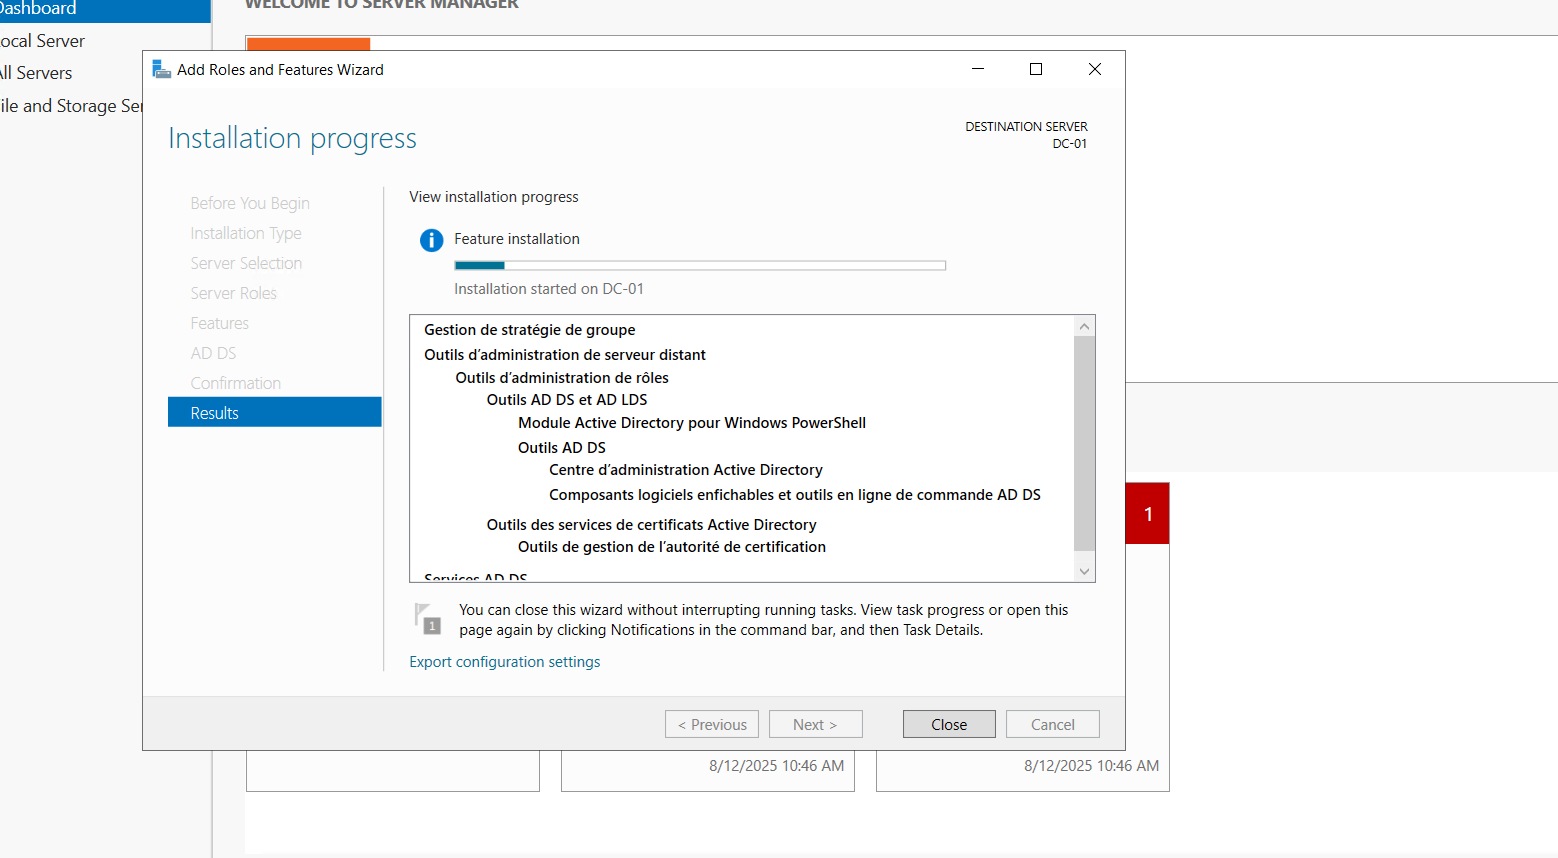 Dashboard
WELCOME TO SERVER MANAGER
ocal Server
All Servers
ile and Storage Ser
Add Roles and Features Wizard
Installation progress
DESTINATION SERVER
DC-01
Before You Begin
Installation Type
Server Selection
Server Roles
Features
AD DS
Confirmation
Results
View installation progress
Feature installation
Installation started on DC-01
Gestion de stratégie de groupe
Outils d’administration de serveur distant
Outils d’administration de rôles
Outils AD DS et AD LDS
Module Active Directory pour Windows PowerShell
Outils AD DS
Centre d’administration Active Directory
Composants logiciels enfichables et outils en ligne de commande AD DS
Outils des services de certificats Active Directory
Outils de gestion de l’autorité de certification
Services AD DS
1
You can close this wizard without interrupting running tasks. View task progress or open this
page again by clicking Notifications in the command bar, and then Task Details.
1
Export configuration settings
< Previous
Next >
Close
Cancel
8/12/2025 10:46 AM
8/12/2025 10:46 AM